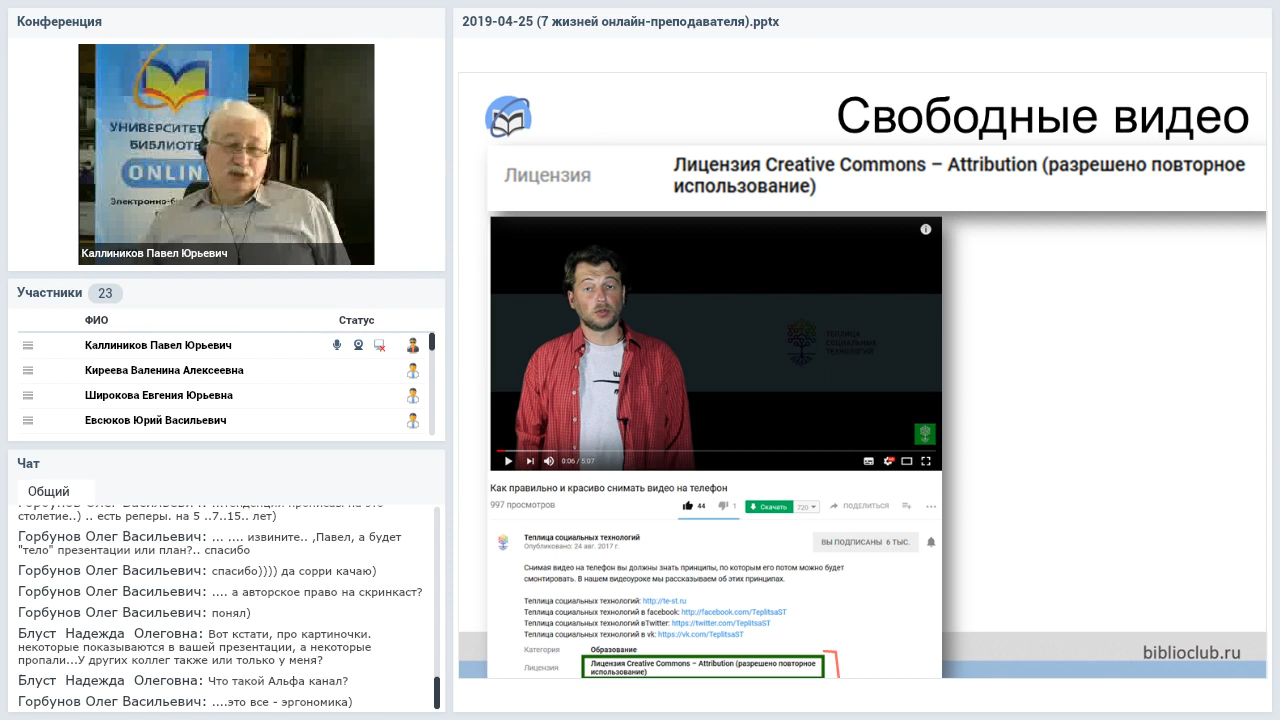 Конференция
УНИВЕРСИТЕТ
БИБЛИОТЕ
ONLIN
Электронно-б
Каллиников Павел Юрьевич
Участники 23
ФИО Статус
Каллиников Павел Юрьевич
Киреева Валенина Алексеевна
Широкова Евгения Юрьевна
Евсюков Юрий Васильевич
Чат
Общий
столетия..) .. есть реперы. на 5 ..7..15.. лет)
Горбунов Олег Васильевич: ... .... извините.. ,Павел, а будет
"тело" презентации или план?.. спасибо
Горбунов Олег Васильевич: спасибо)))) да сорри качаю)
Горбунов Олег Васильевич: .... а авторское право на скринкаст?
Горбунов Олег Васильевич: понял)
Блуст Надежда Олеговна: Вот кстати, про картиночки.
некоторые показываются в вашей презентации, а некоторые
пропали...У других коллег также или только у меня?
Блуст Надежда Олеговна: Что такой Альфа канал?
Горбунов Олег Васильевич: ....это все - эргономика)
2019-04-25 (7 жизней онлайн-преподавателя).pptx
Свободные видео
Лицензия
Лицензия Creative Commons – Attribution (разрешено повторное
использование)
ТЕПЛИЦА
СОЦИАЛЬНЫХ
ТЕХНОЛОГИЙ
0:06 / 5:07
Как правильно и красиво снимать видео на телефон
997 просмотров
44 1 Скачать 720 ПОДЕЛИТЬСЯ
Теплица социальных технологий
Опубликовано: 24 авг. 2017 г.
ВЫ ПОДПИСАНЫ 6 ТЫС.
Снимая видео на телефон вы должны знать принципы, по которым его потом можно будет
смонтировать. В нашем видеоуроке мы рассказываем об этих принципах.
Теплица социальных технологий: http://te-st.ru
Теплица социальных технологий в facebook: http://facebook.com/TeplitsaST
Теплица социальных технологий вTwitter: https://twitter.com/TeplitsaST
Теплица социальных технологий в vk: https://vk.com/TeplitsaST
Категория Образование
Лицензия Лицензия Creative Commons – Attribution (разрешено повторное
использование)
biblioclub.ru